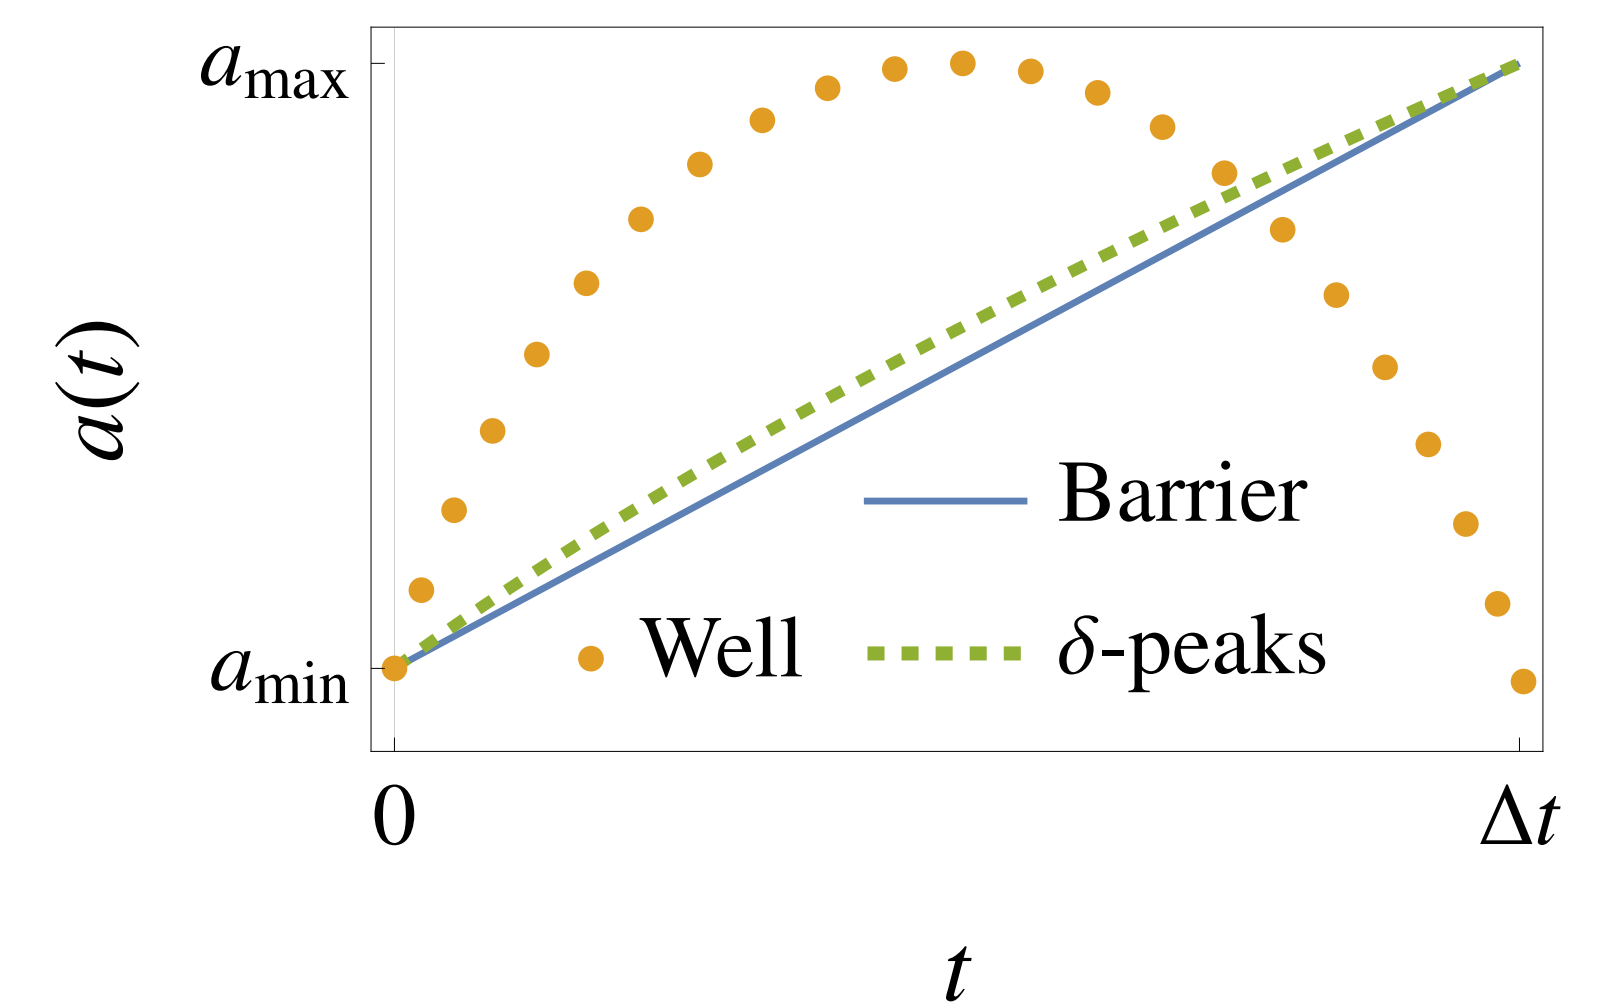 a_max
a(t)
Barrier
Well
δ-peaks
a_min
0
Δt
t